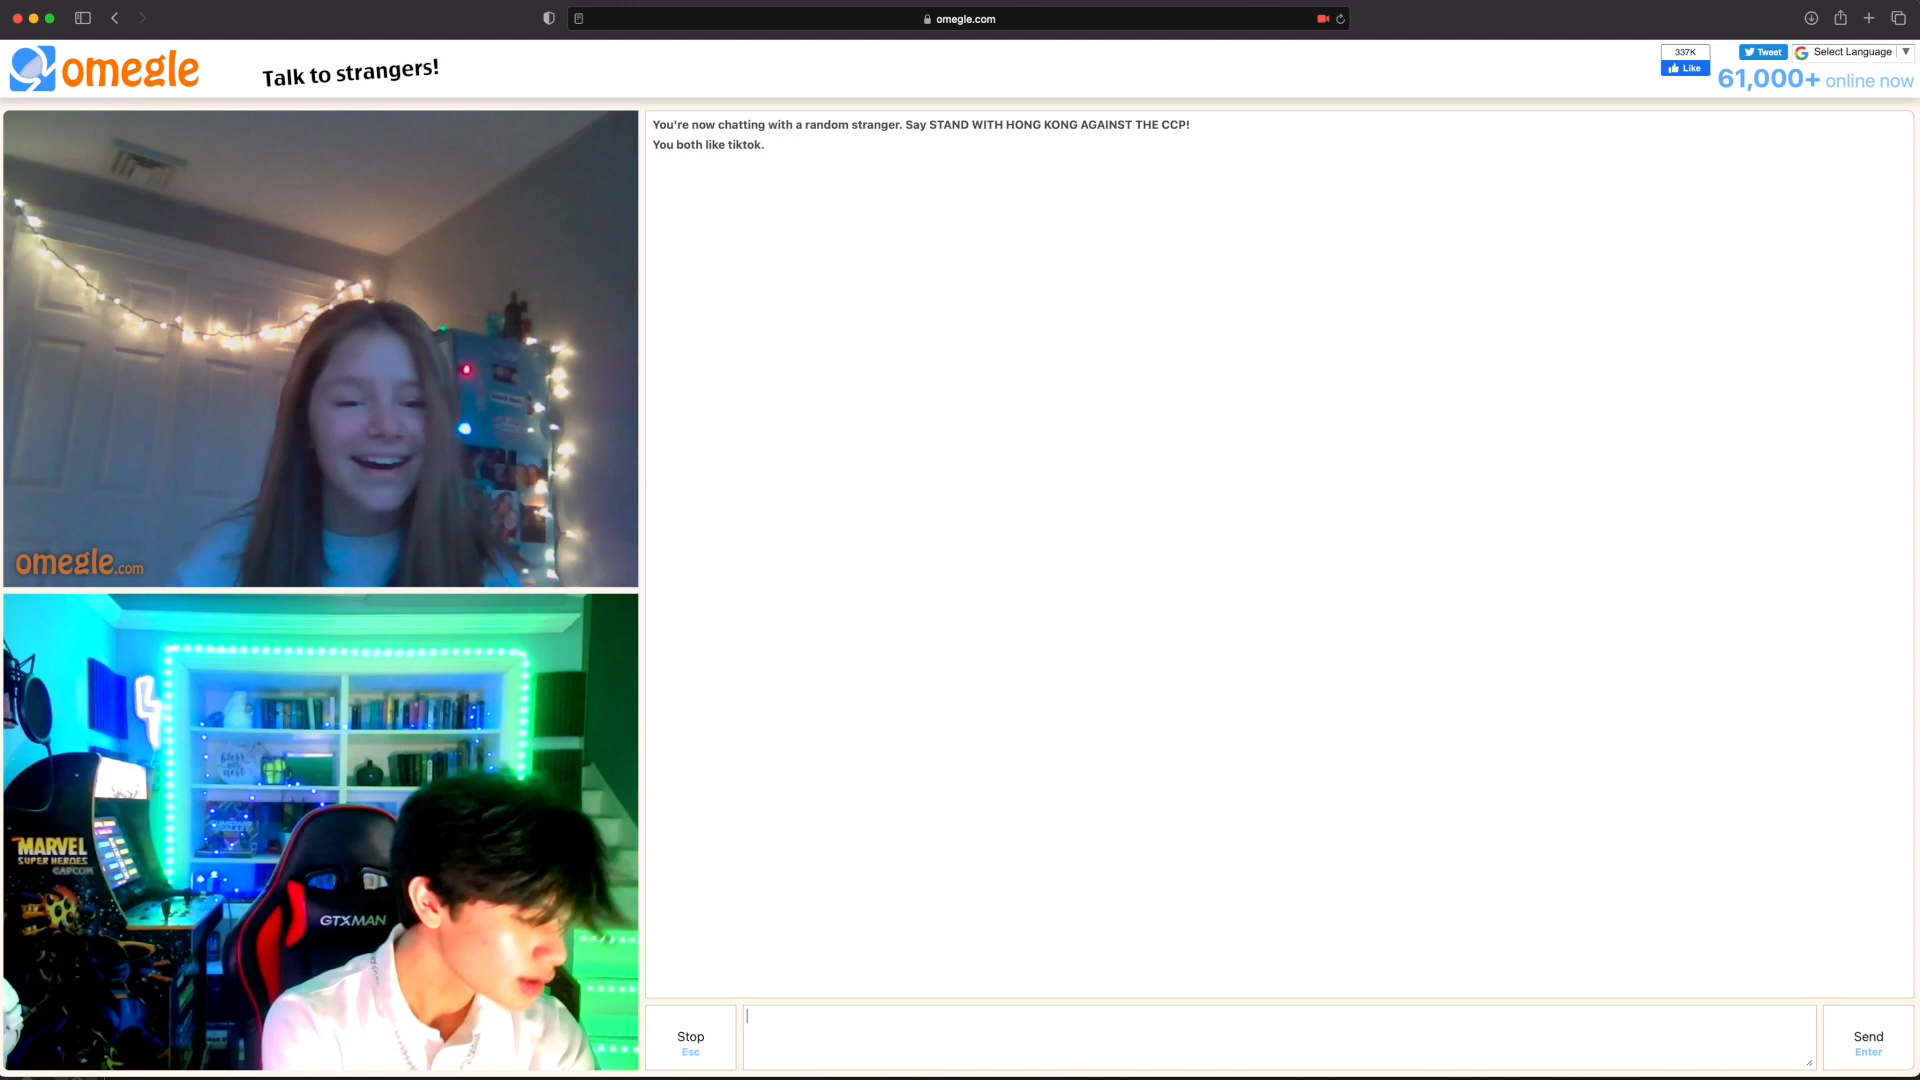 omegle.com
omegle
Talk to strangers!
337K
Like
Tweet
Select Language
61,000+ online now
You're now chatting with a random stranger. Say STAND WITH HONG KONG AGAINST THE CCP!
You both like tiktok.
omegle.com
bless
MARVEL
SUPER HEROES
CAPCOM
GTXMAN
Stop
Esc
Send
Enter